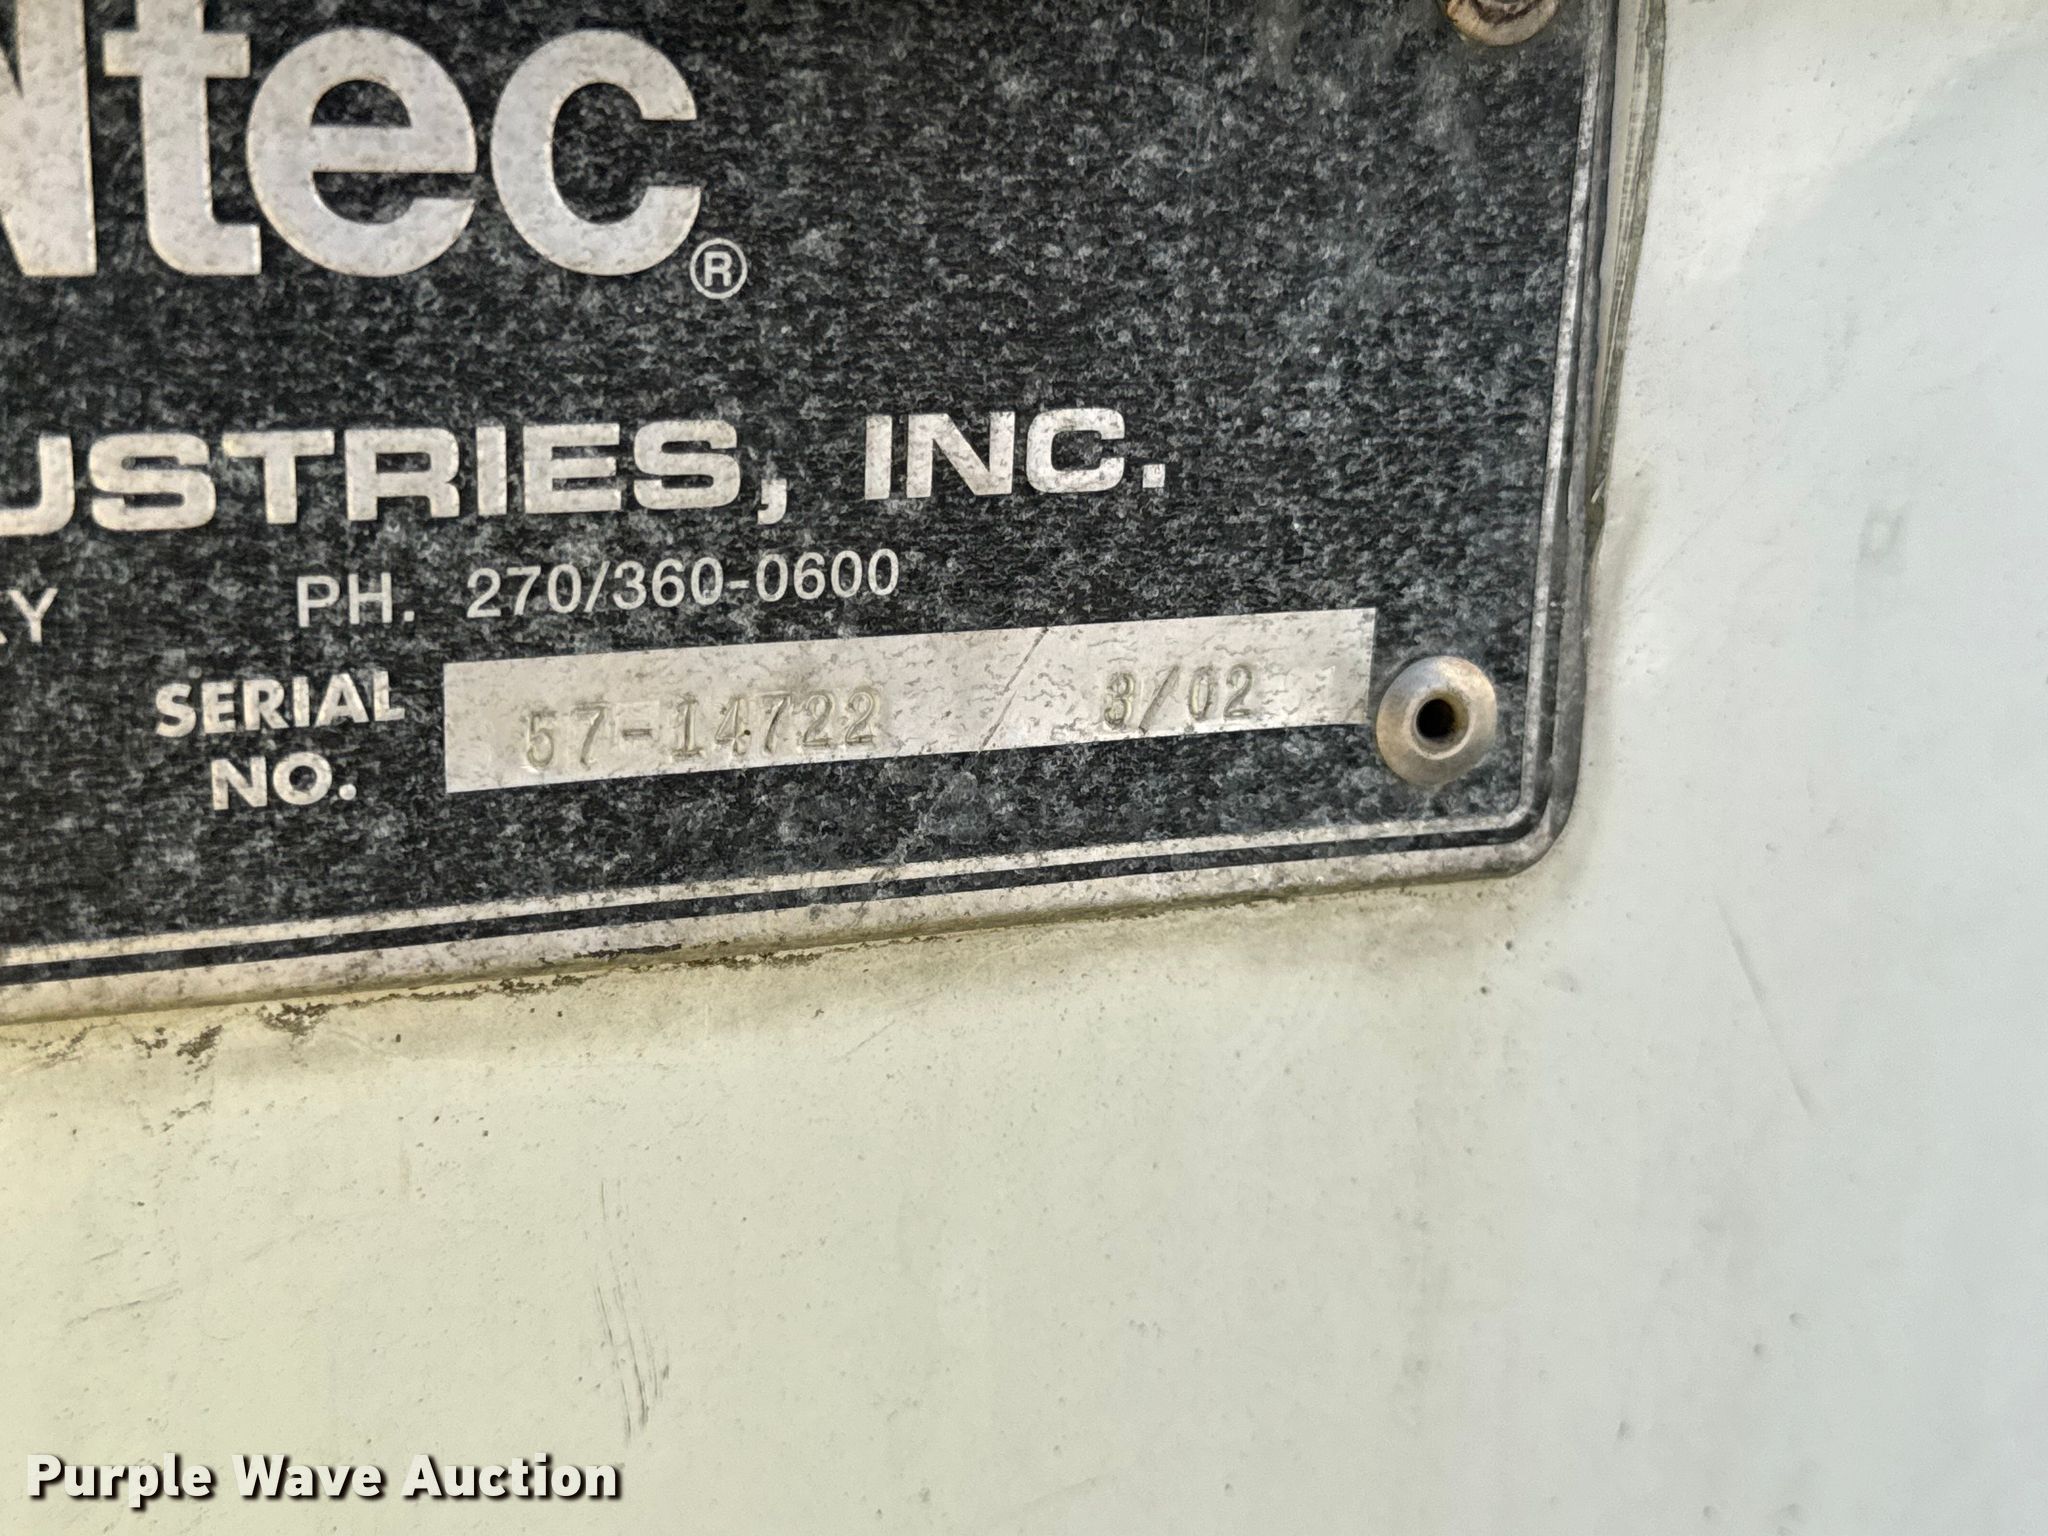 Ntec®
USTRIES, INC.
Y PH. 270/360-0600
SERIAL NO. 57-14722 / 3/02
Purple Wave Auction